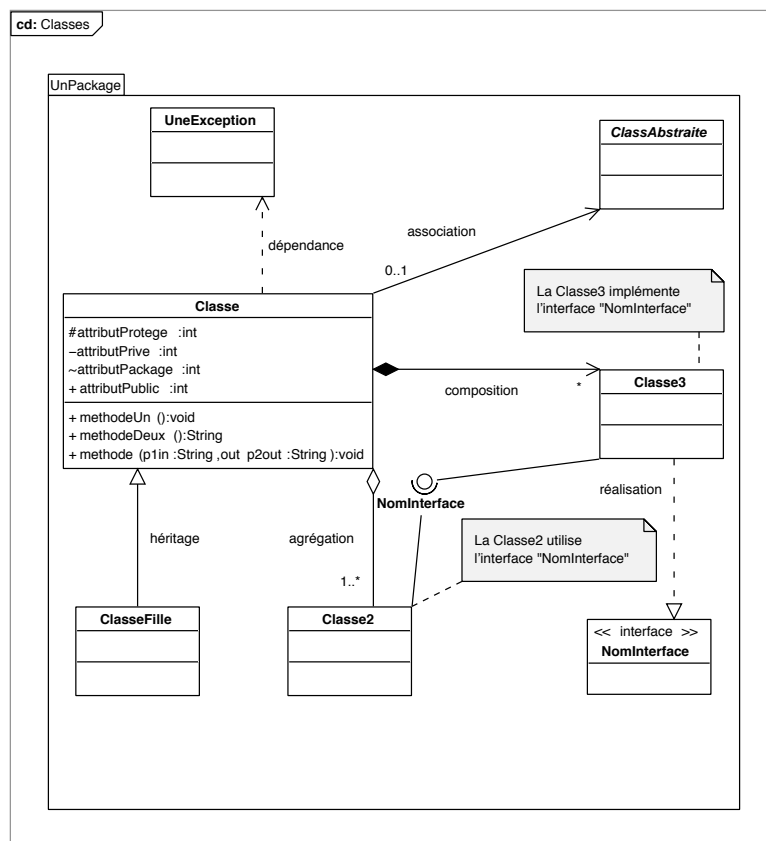 cd: Classes
UnPackage
UneException
ClassAbstraite
dépendance
association
0..1
La Classe3 implémente
l'interface "NomInterface"
Classe
#attributProtege :int
–attributPrive :int
~attributPackage :int
+ attributPublic :int
+ methodeUn ():void
+ methodeDeux ():String
+ methode (p1in :String ,out p2out :String ):void
composition
*
Classe3
NomInterface
réalisation
héritage
agrégation
1..*
La Classe2 utilise
l'interface "NomInterface"
ClasseFille
Classe2
<< interface >>
NomInterface